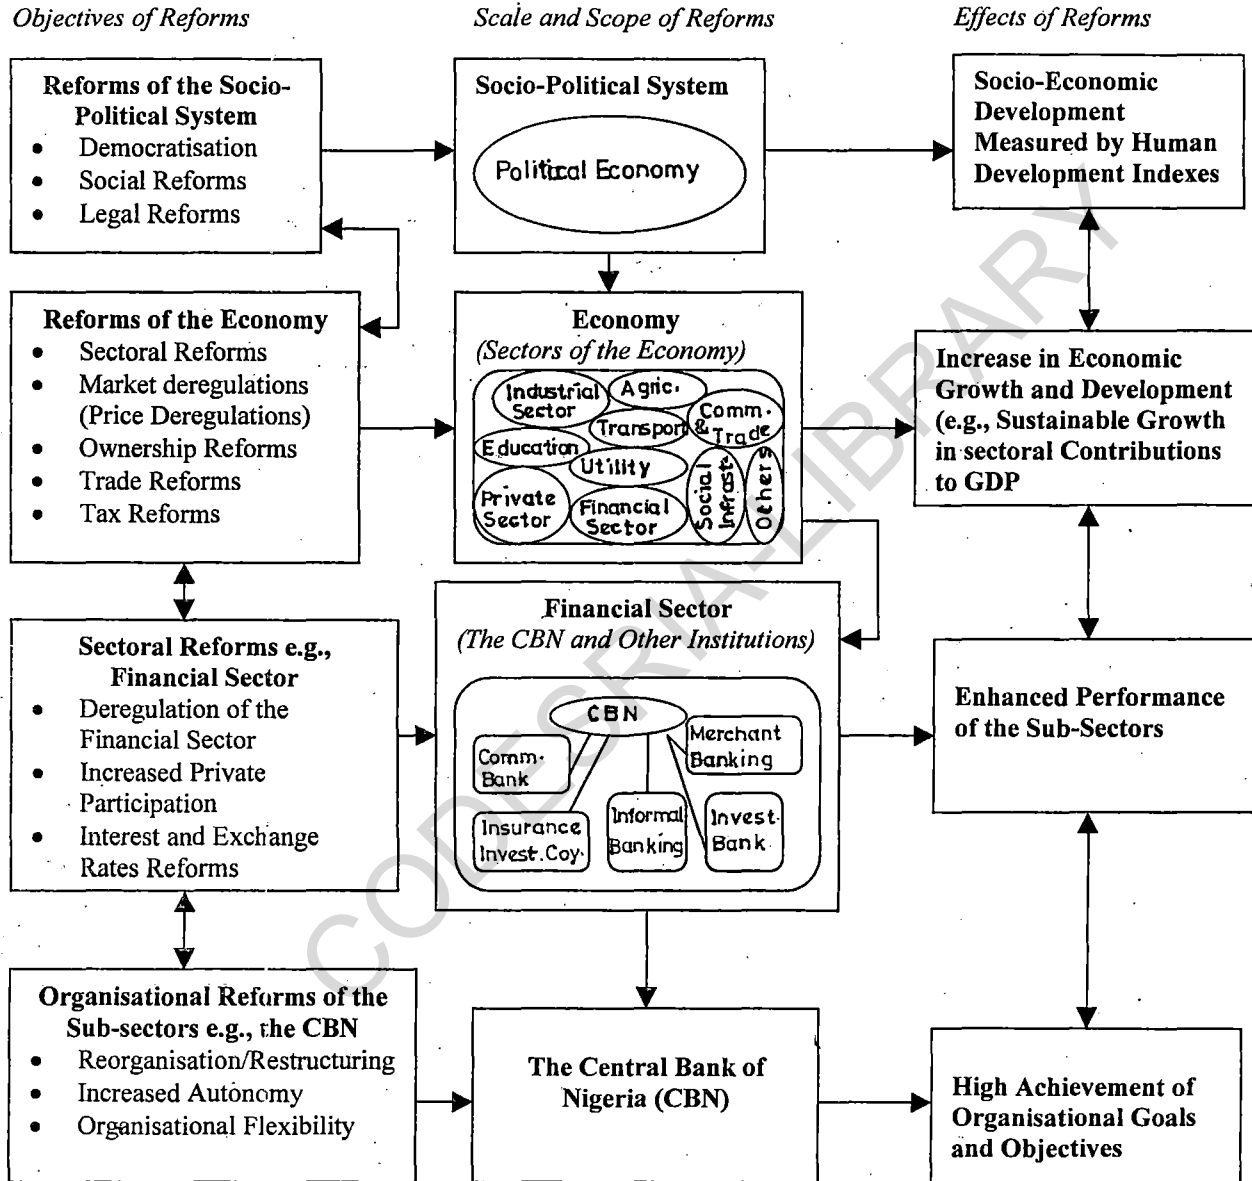 Objectives of Reforms
Scale and Scope of Reforms
Effects of Reforms
Reforms of the Socio-
Political System
• Democratisation
• Social Reforms
• Legal Reforms
Socio-Political System
Political Economy
Socio-Economic
Development
Measured by Human
Development Indexes
Reforms of the Economy
• Sectoral Reforms
• Market deregulations
(Price Deregulations)
• Ownership Reforms
• Trade Reforms
• Tax Reforms
Economy
(Sectors of the Economy)
Industrial
Sector
Agric.
Comm.
& Trade
Transport
Education
Utility
Private
Sector
Financial
Sector
Social
Infrast.
Others
Increase in Economic
Growth and Development
(e.g., Sustainable Growth
in sectoral Contributions
to GDP
Sectoral Reforms e.g.,
Financial Sector
• Deregulation of the
Financial Sector
• Increased Private
Participation
• Interest and Exchange
Rates Reforms
Financial Sector
(The CBN and Other Institutions)
CBN
Comm.
Bank
Merchant
Banking
Insurance
Invest. Coy.
Informal
Banking
Invest.
Bank
Enhanced Performance
of the Sub-Sectors
Organisational Reforms of the
Sub-sectors e.g., the CBN
• Reorganisation/Restructuring
• Increased Autonomy
• Organisational Flexibility
The Central Bank of
Nigeria (CBN)
High Achievement of
Organisational Goals
and Objectives
CODESRIA-LIBRARY